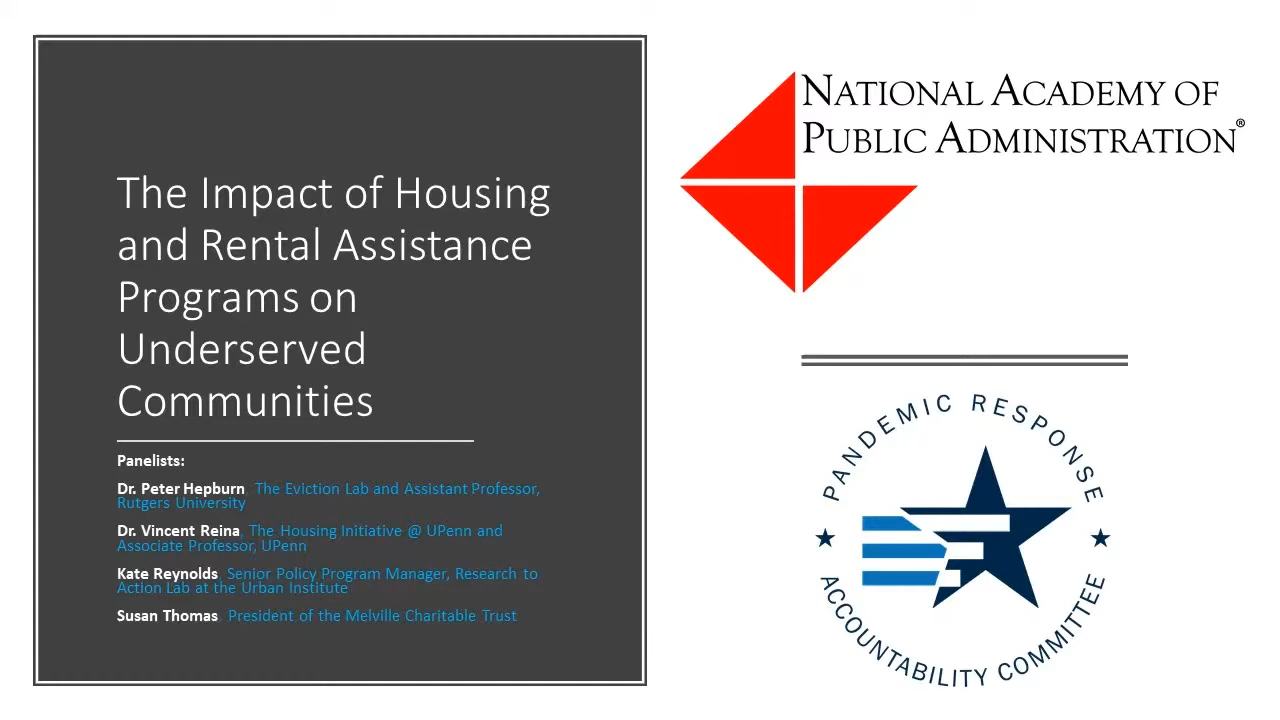 The Impact of Housing
and Rental Assistance
Programs on
Underserved
Communities
Panelists:
Dr. Peter Hepburn, The Eviction Lab and Assistant Professor,
Rutgers University
Dr. Vincent Reina, The Housing Initiative @ UPenn and
Associate Professor, UPenn
Kate Reynolds, Senior Policy Program Manager, Research to
Action Lab at the Urban Institute
Susan Thomas, President of the Melville Charitable Trust
NATIONAL ACADEMY OF
PUBLIC ADMINISTRATION®
PANDEMIC RESPONSE
ACCOUNTABILITY COMMITTEE